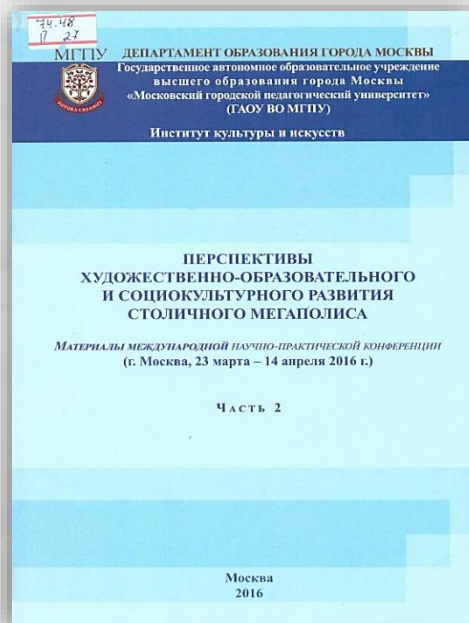 74.48
П 27
МГПУ
ДЕПАРТАМЕНТ ОБРАЗОВАНИЯ ГОРОДА МОСКВЫ
Государственное автономное образовательное учреждение
высшего образования города Москвы
«Московский городской педагогический университет»
(ГАОУ ВО МГПУ)
Институт культуры и искусств
ПЕРСПЕКТИВЫ
ХУДОЖЕСТВЕННО-ОБРАЗОВАТЕЛЬНОГО
И СОЦИОКУЛЬТУРНОГО РАЗВИТИЯ
СТОЛИЧНОГО МЕГАПОЛИСА
МАТЕРИАЛЫ МЕЖДУНАРОДНОЙ НАУЧНО-ПРАКТИЧЕСКОЙ КОНФЕРЕНЦИИ
(г. Москва, 23 марта – 14 апреля 2016 г.)
ЧАСТЬ 2
Москва
2016